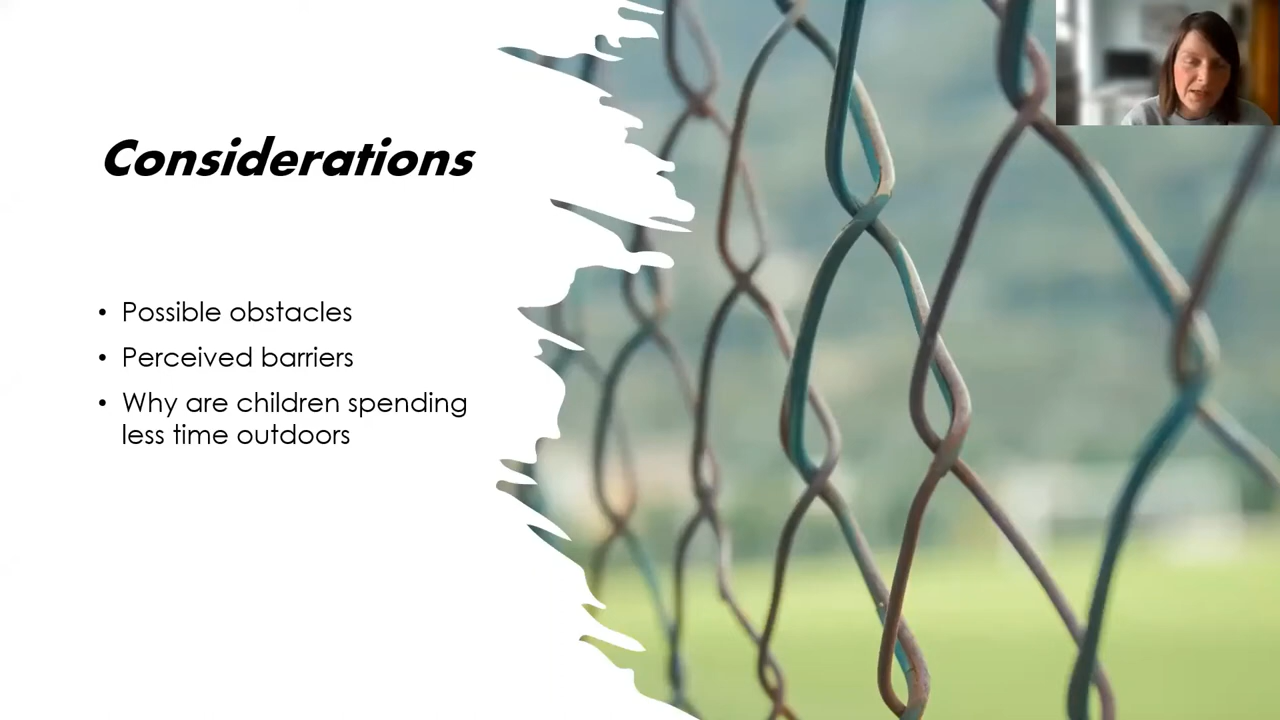 Considerations
• Possible obstacles
• Perceived barriers
• Why are children spending
less time outdoors